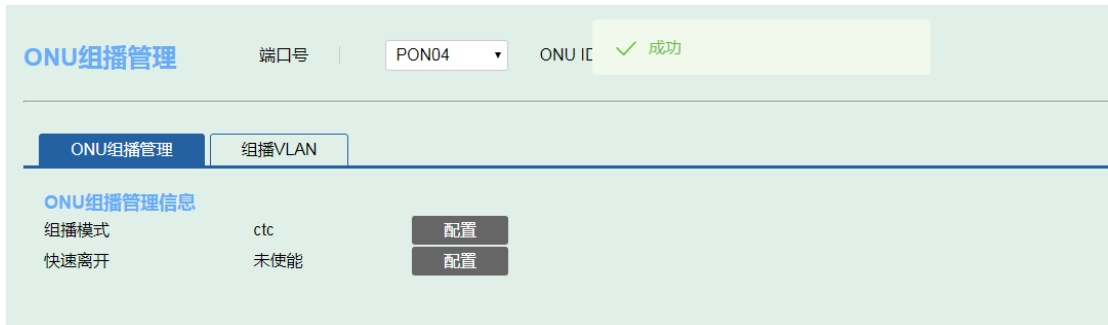 ONU组播管理 端口号 PON04 ONU ID 成功
ONU组播管理 组播VLAN
ONU组播管理信息
组播模式 ctc 配置
快速离开 未使能 配置